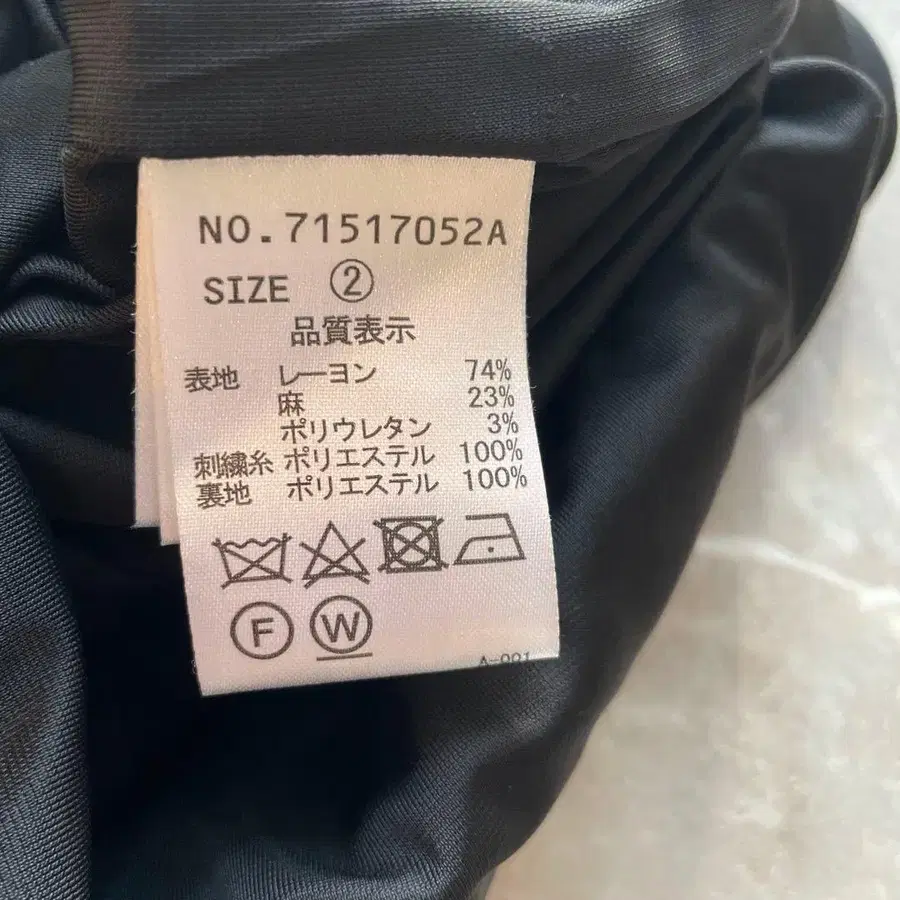 NO.71517052A
SIZE ②
品質表示
表地 レーヨン 74%
麻 23%
ポリウレタン 3%
刺繍糸 ポリエステル 100%
裏地 ポリエステル 100%
F W